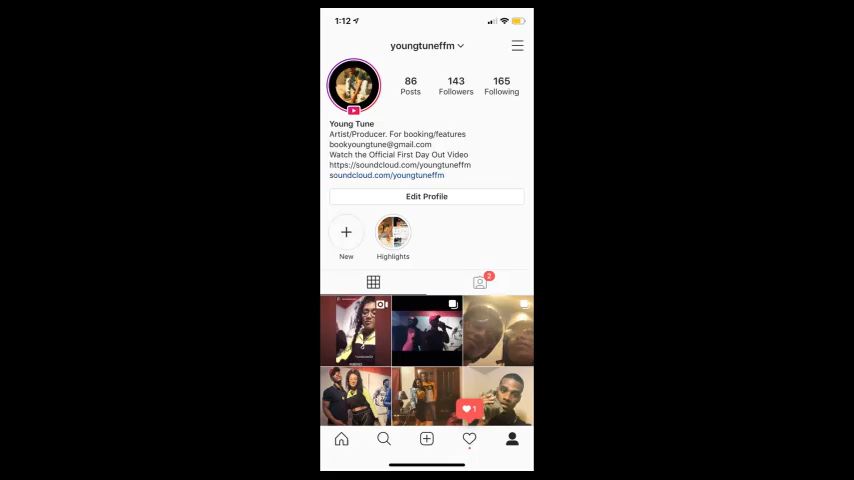 1:12
youngtuneffm
86 143 165
Posts Followers Following
Young Tune
Artist/Producer. For booking/features
bookyoungtune@gmail.com
Watch the Official First Day Out Video
https://soundcloud.com/youngtuneffm
soundcloud.com/youngtuneffm
Edit Profile
New Highlights
2
1